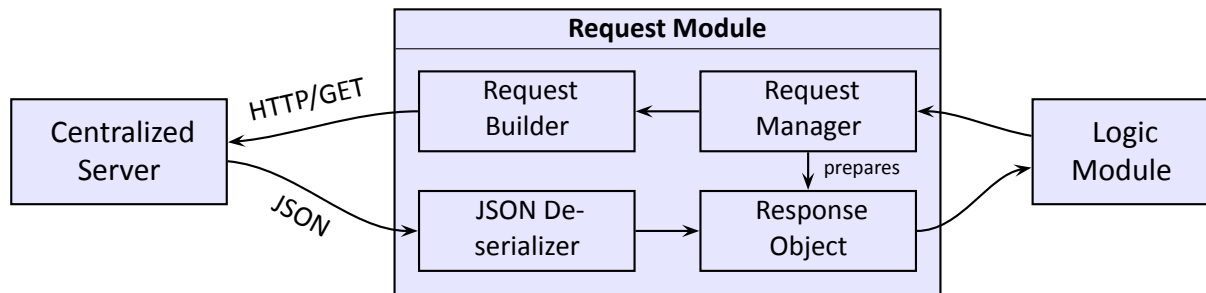 Request Module
HTTP/GET
Request
Builder
Request
Manager
Centralized
Server
Logic
Module
prepares
JSON
JSON De-
serializer
Response
Object